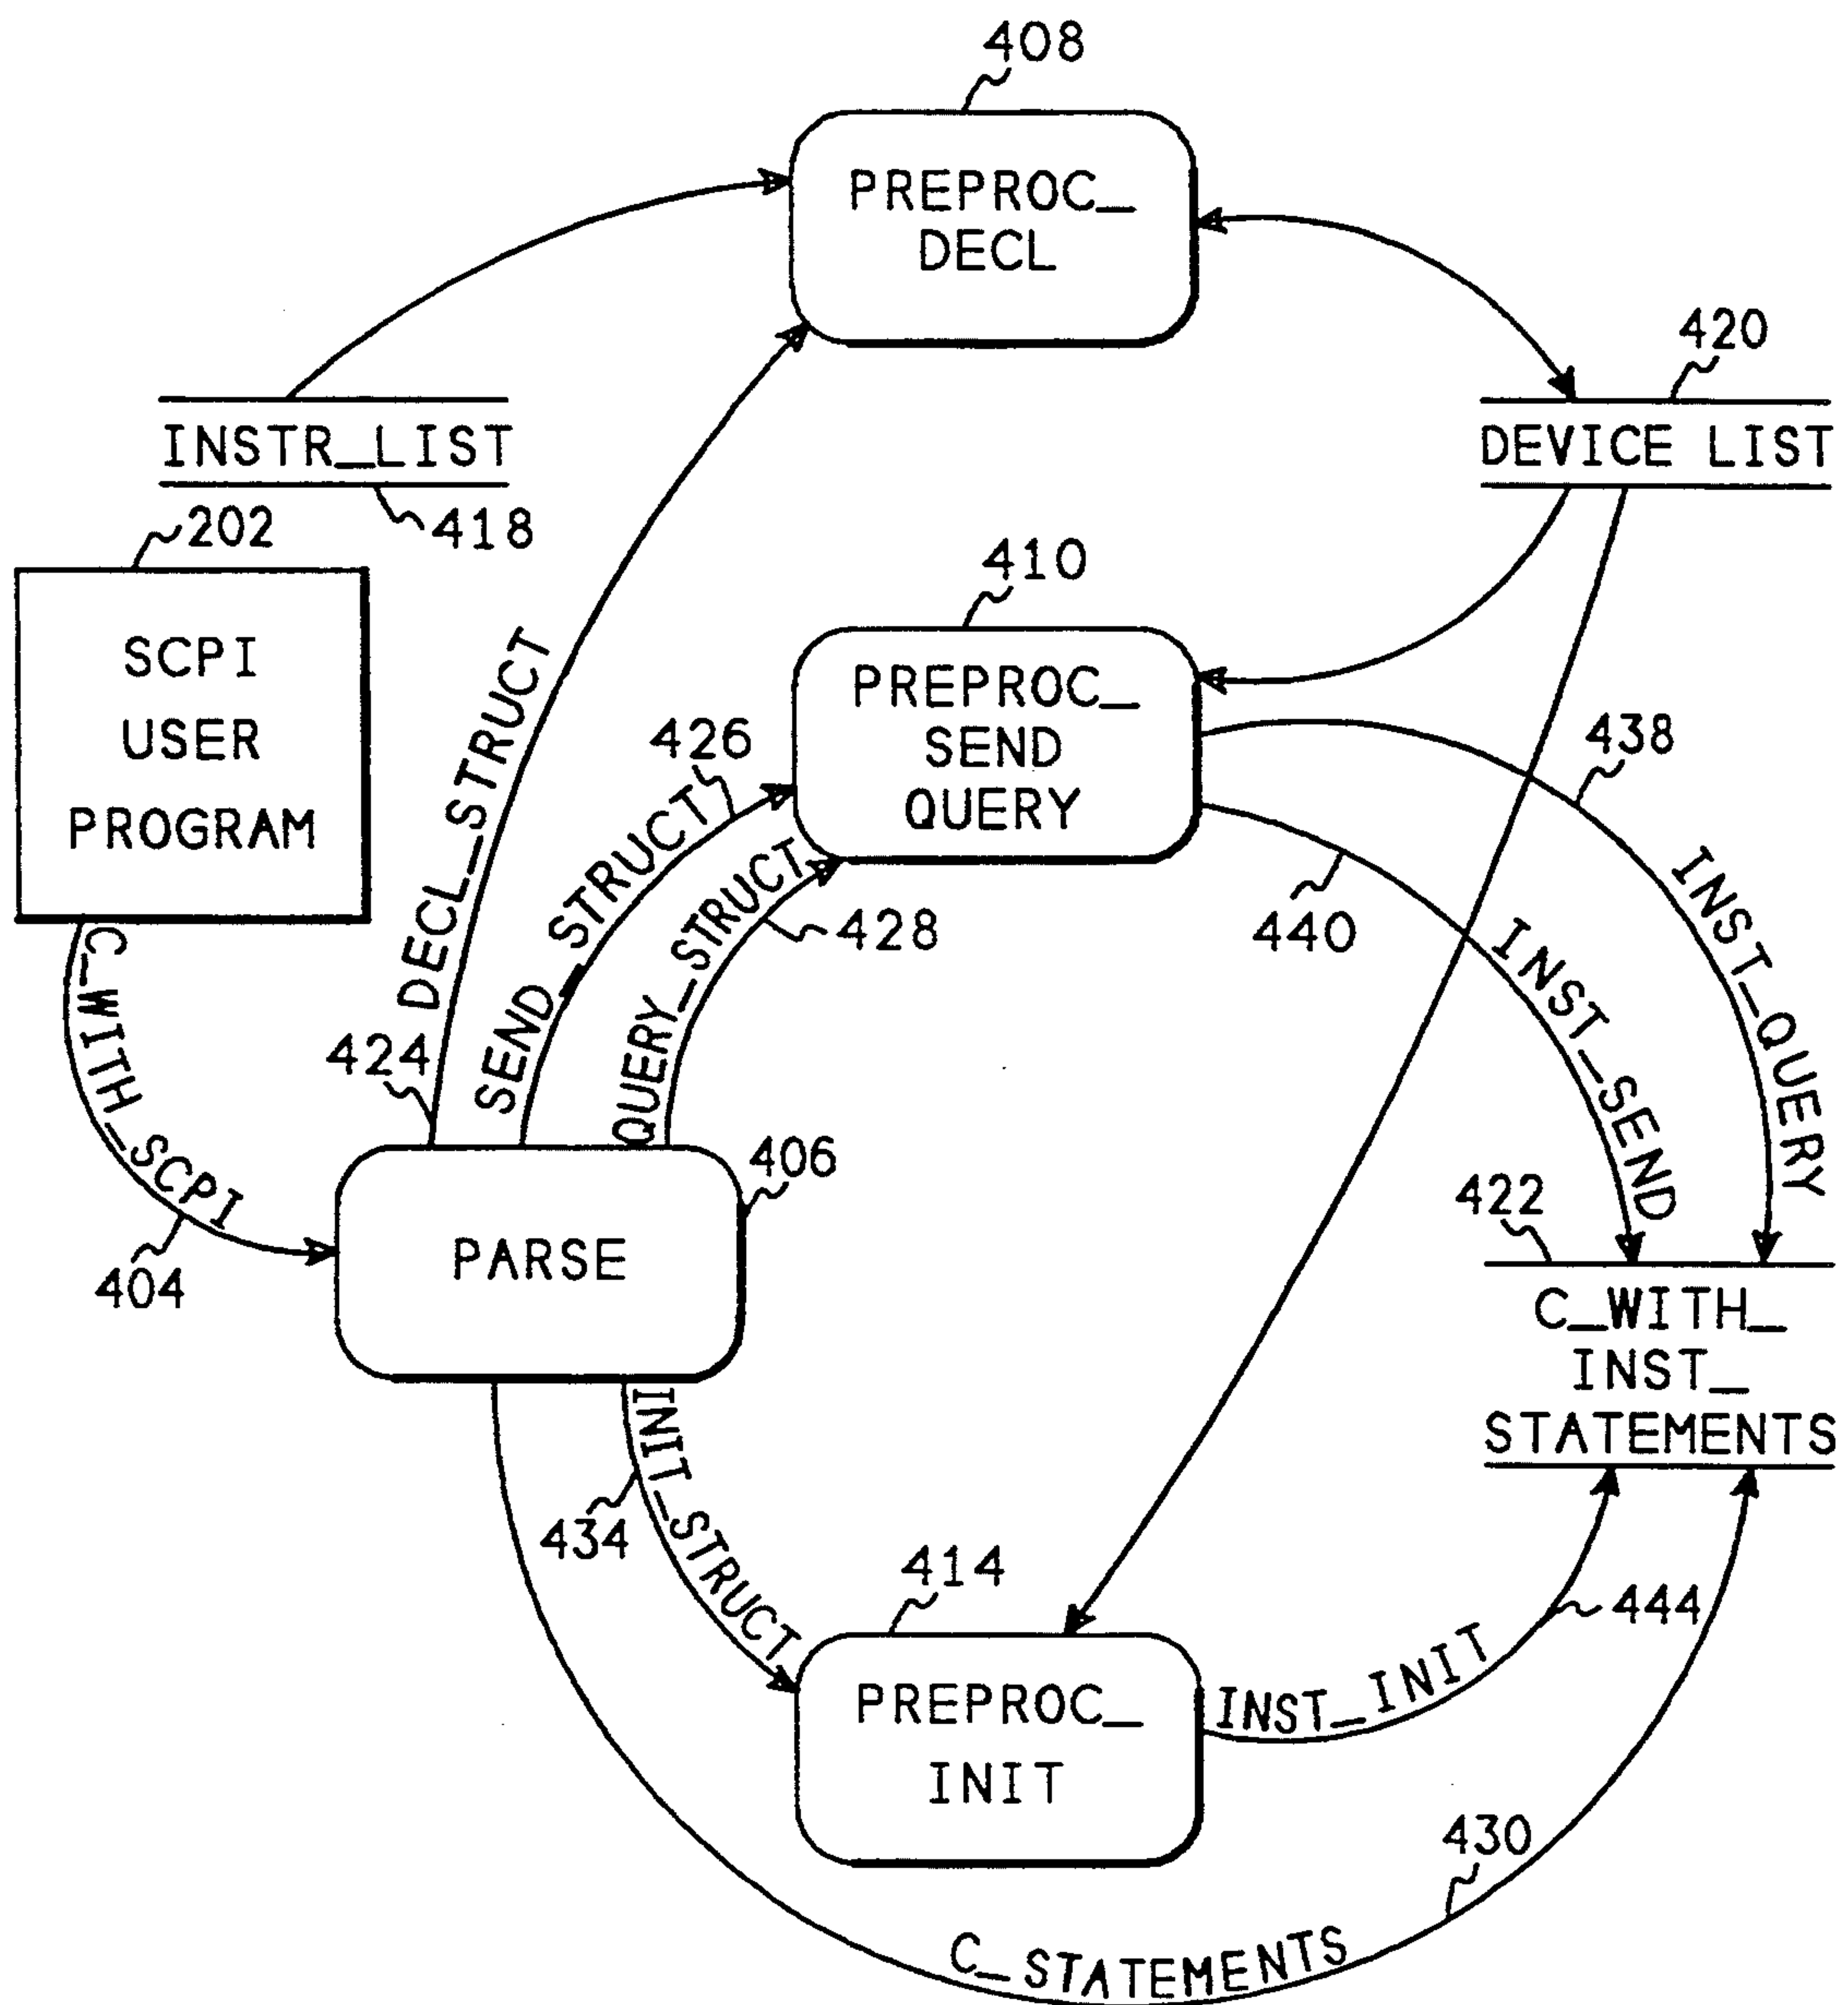 408
PREPROC_
DECL
420
INSTR_LIST
DEVICE LIST
202
418
410
SCPI
USER
PROGRAM
PREPROC_
SEND
QUERY
DECL_STRUCT
426
SEND_STRUCT
428
QUERY_STRUCT
438
440
INST_QUERY
INST_SEND
C_WITH_SCPI
424
406
422
404
PARSE
C_WITH_
INST_
STATEMENTS
INIT_STRUCT
434
414
444
PREPROC_
INIT
INST_INIT
430
C_STATEMENTS